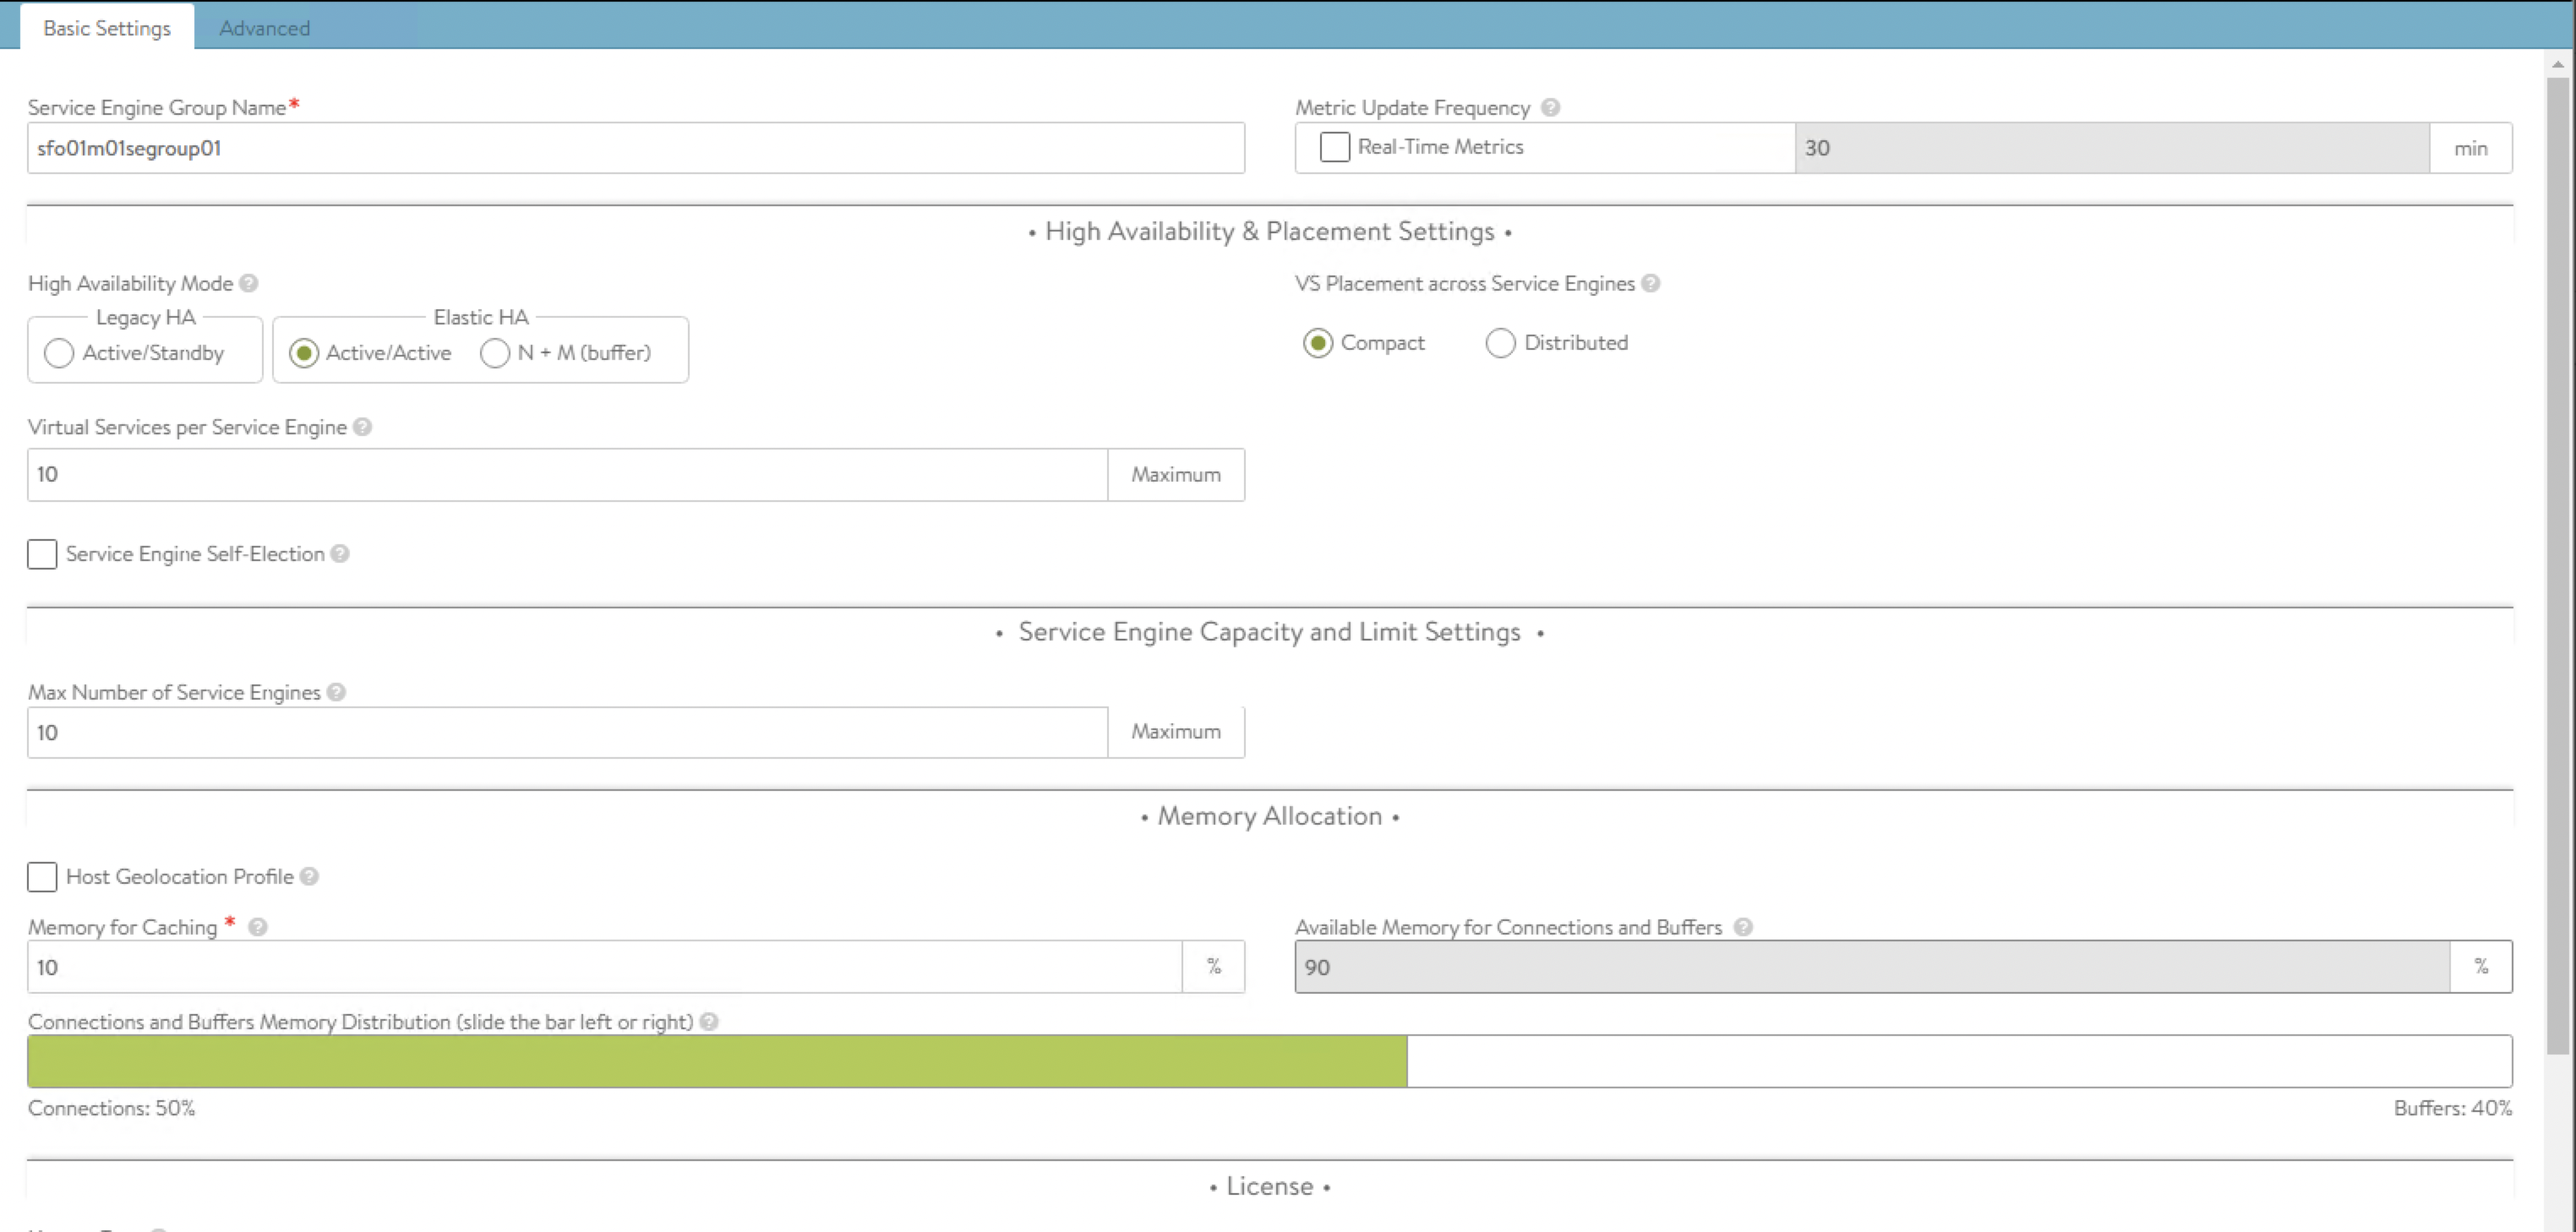 Basic Settings Advanced
Service Engine Group Name*
sfo01m01segroup01
Metric Update Frequency ?
Real-Time Metrics 30 min
• High Availability & Placement Settings •
High Availability Mode ?
Legacy HA
Active/Standby
Elastic HA
Active/Active N + M (buffer)
VS Placement across Service Engines ?
Compact Distributed
Virtual Services per Service Engine ?
10 Maximum
Service Engine Self-Election ?
• Service Engine Capacity and Limit Settings •
Max Number of Service Engines ?
10 Maximum
• Memory Allocation •
Host Geolocation Profile ?
Memory for Caching * ?
10 %
Available Memory for Connections and Buffers ?
90 %
Connections and Buffers Memory Distribution (slide the bar left or right) ?
Connections: 50%
Buffers: 40%
• License •